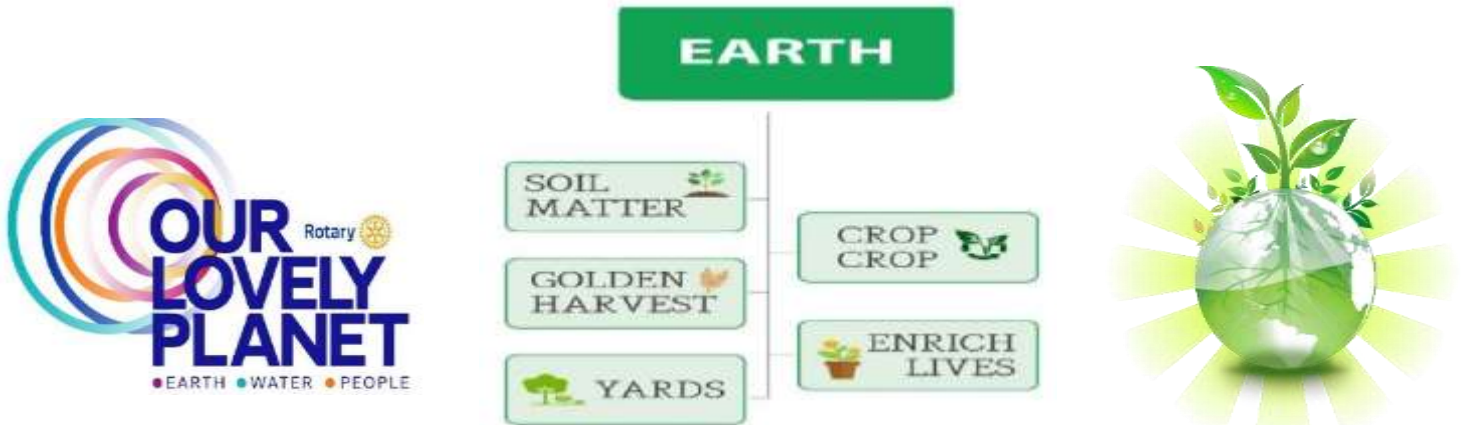 OUR
Rotary
LOVELY
PLANET
EARTH WATER PEOPLE
EARTH
SOIL
MATTER
GOLDEN
HARVEST
YARDS
CROP
CROP
ENRICH
LIVES